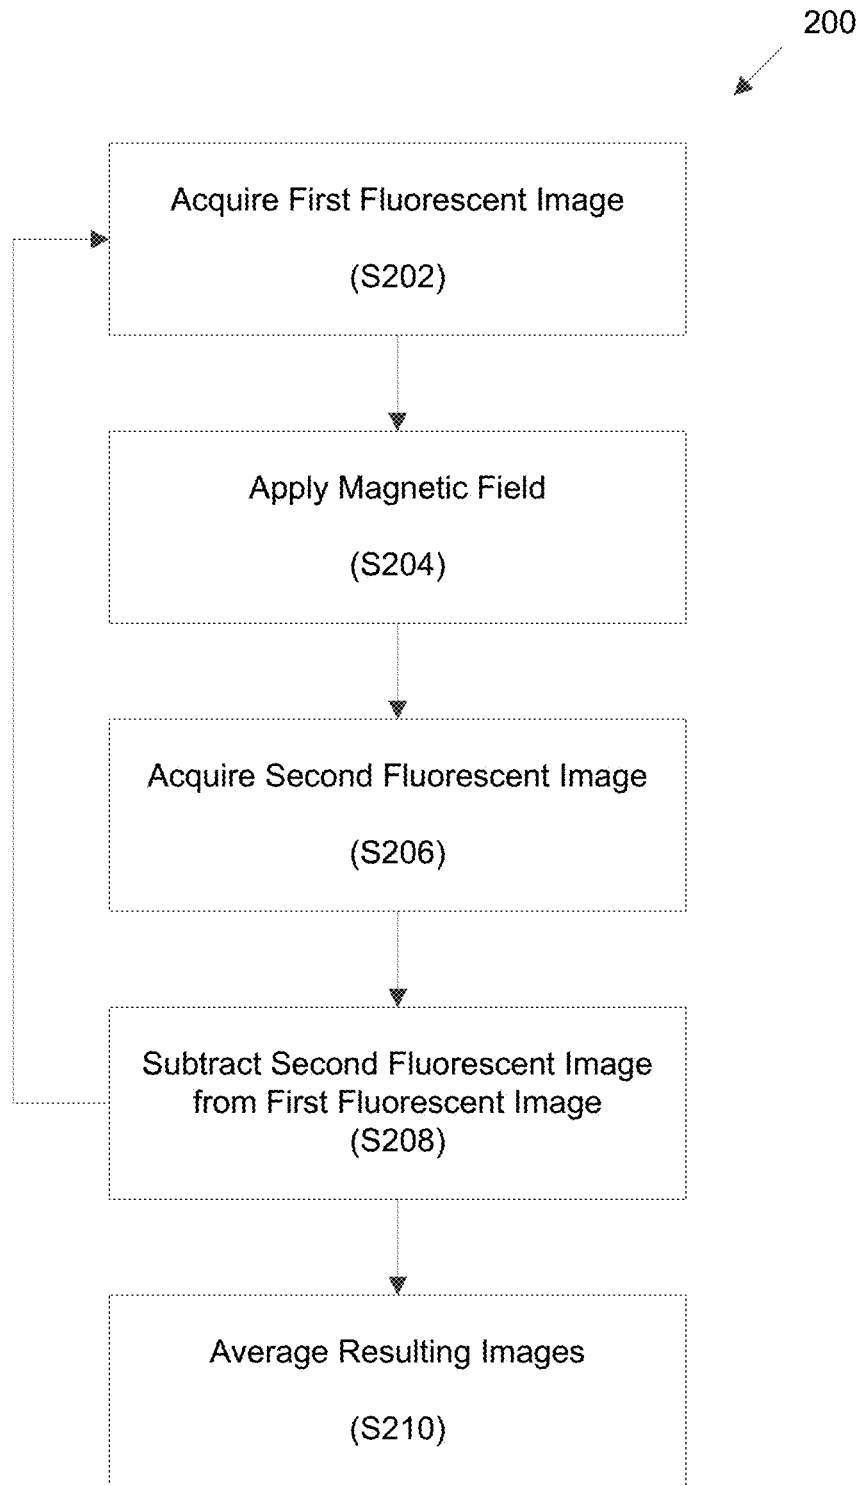 200
Acquire First Fluorescent Image
(S202)
Apply Magnetic Field
(S204)
Acquire Second Fluorescent Image
(S206)
Subtract Second Fluorescent Image
from First Fluorescent Image
(S208)
Average Resulting Images
(S210)